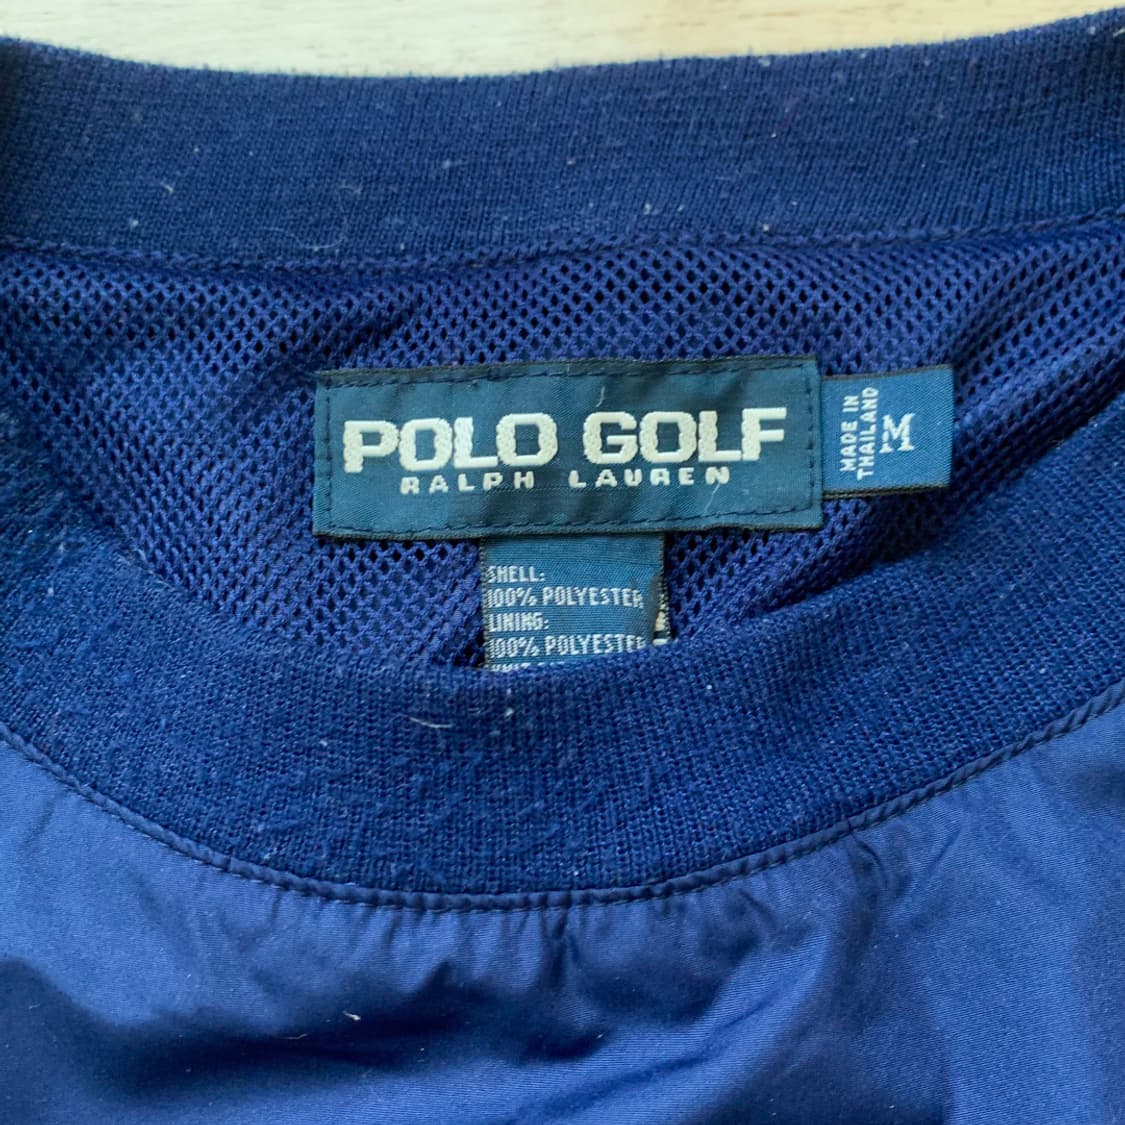 POLO GOLF
RALPH LAUREN
MADE IN
THAILAND
M
SHELL:
100% POLYESTER
LINING:
100% POLYESTER